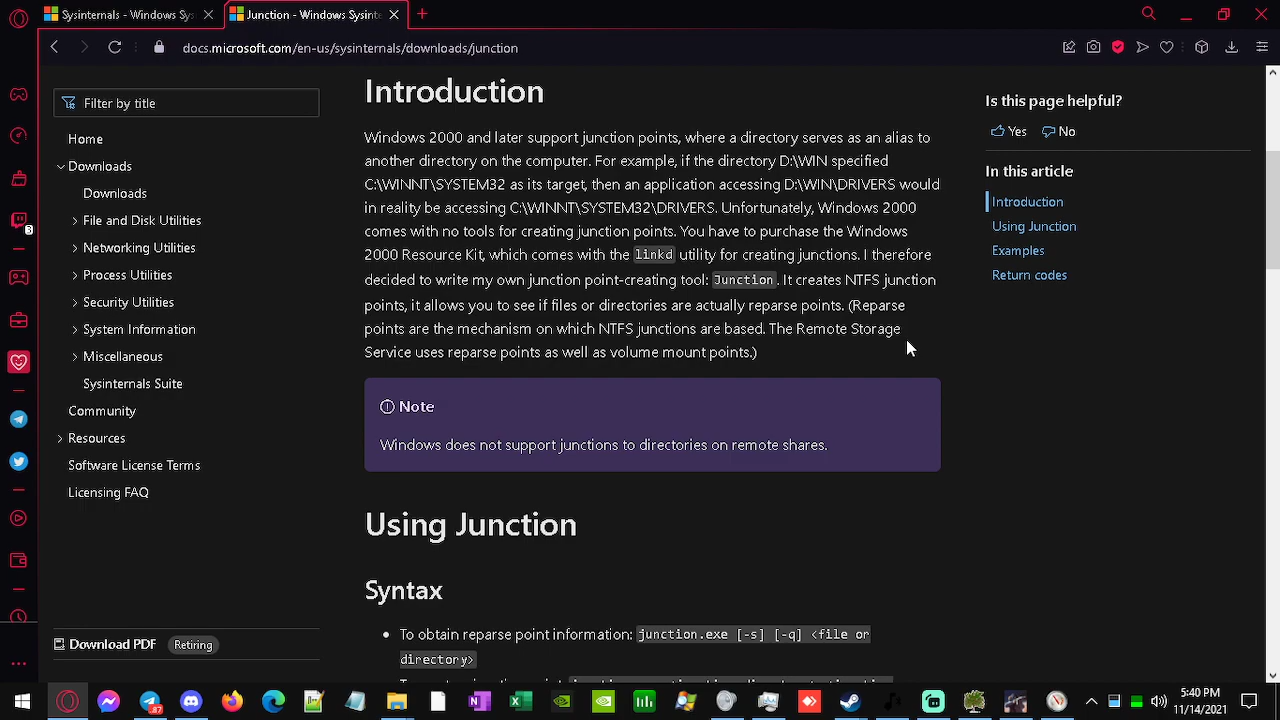 Sysinternals - Windows Sys
Junction - Windows Sysinte
docs.microsoft.com/en-us/sysinternals/downloads/junction
Filter by title
Home
Downloads
Downloads
File and Disk Utilities
Networking Utilities
Process Utilities
Security Utilities
System Information
Miscellaneous
Sysinternals Suite
Community
Resources
Software License Terms
Licensing FAQ
Download PDF
Retiring
Introduction
Windows 2000 and later support junction points, where a directory serves as an alias to
another directory on the computer. For example, if the directory D:\WIN specified
C:\WINNT\SYSTEM32 as its target, then an application accessing D:\WIN\DRIVERS would
in reality be accessing C:\WINNT\SYSTEM32\DRIVERS. Unfortunately, Windows 2000
comes with no tools for creating junction points. You have to purchase the Windows
2000 Resource Kit, which comes with the linkd utility for creating junctions. I therefore
decided to write my own junction point-creating tool: Junction. It creates NTFS junction
points, it allows you to see if files or directories are actually reparse points. (Reparse
points are the mechanism on which NTFS junctions are based. The Remote Storage
Service uses reparse points as well as volume mount points.)
Note
Windows does not support junctions to directories on remote shares.
Using Junction
Syntax
To obtain reparse point information: junction.exe [-s] [-q] <file or
directory>
Is this page helpful?
Yes No
In this article
Introduction
Using Junction
Examples
Return codes
3
87
3:40 PM
11/14/2021